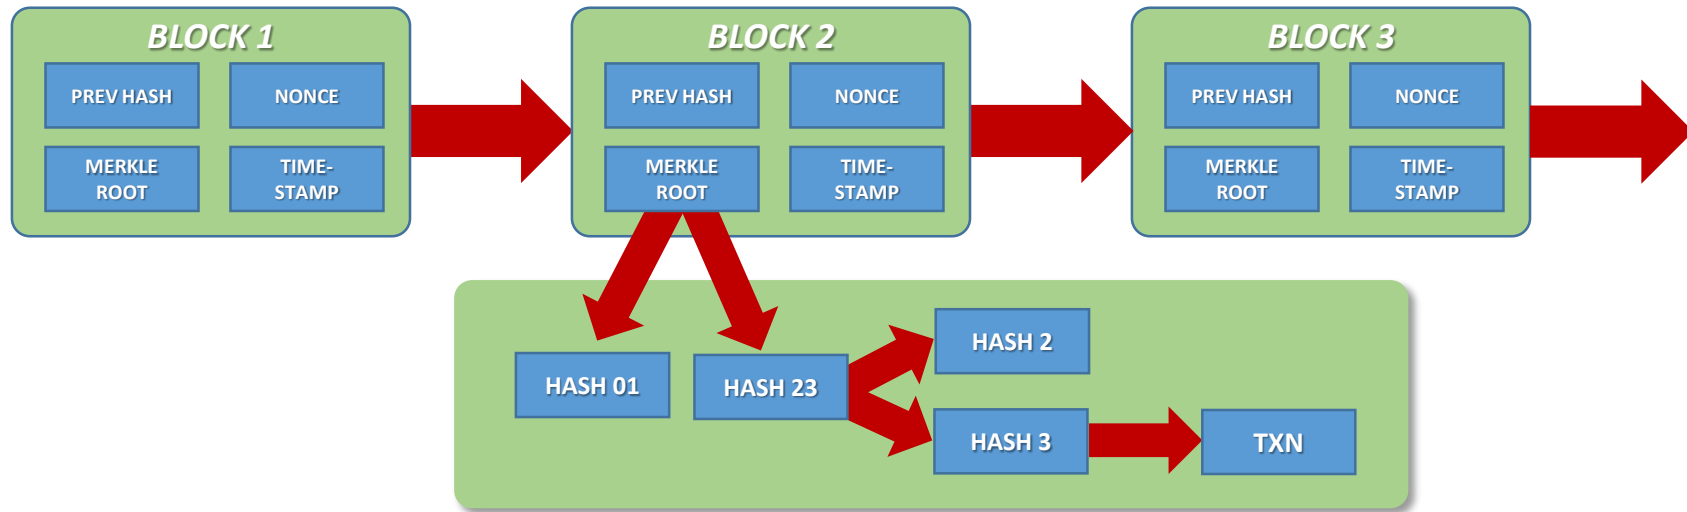 BLOCK 1
PREV HASH
NONCE
MERKLE
ROOT
TIME-
STAMP
BLOCK 2
PREV HASH
NONCE
MERKLE
ROOT
TIME-
STAMP
BLOCK 3
PREV HASH
NONCE
MERKLE
ROOT
TIME-
STAMP
HASH 01
HASH 23
HASH 2
HASH 3
TXN